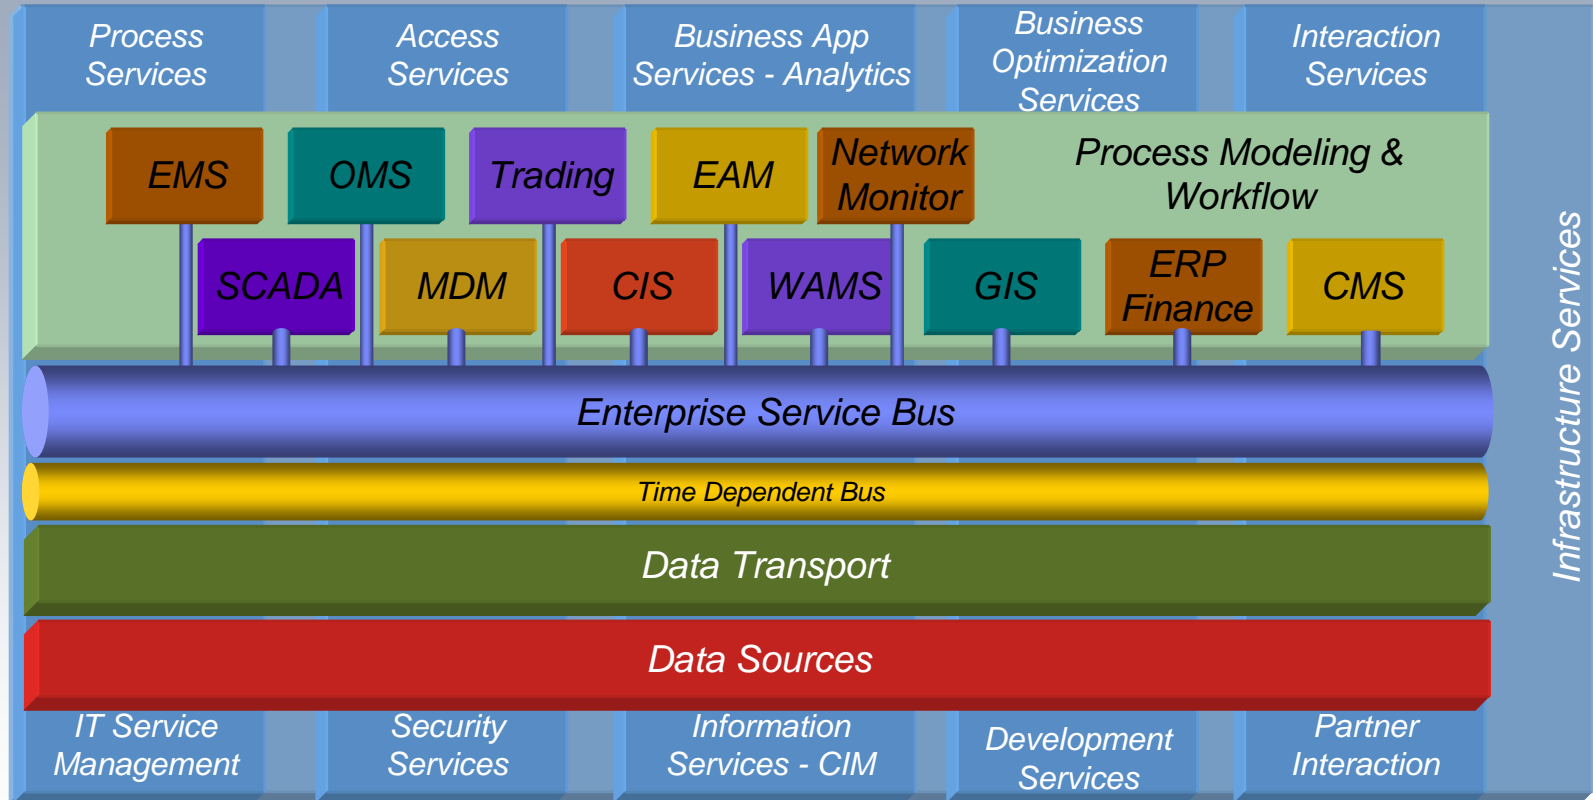 Process
Services
Access
Services
Business App
Services - Analytics
Business
Optimization
Services
Interaction
Services
EMS
OMS
Trading
EAM
Network
Monitor
Process Modeling &
Workflow
SCADA
MDM
CIS
WAMS
GIS
ERP
Finance
CMS
Enterprise Service Bus
Time Dependent Bus
Data Transport
Data Sources
Infrastructure Services
IT Service
Management
Security
Services
Information
Services - CIM
Development
Services
Partner
Interaction